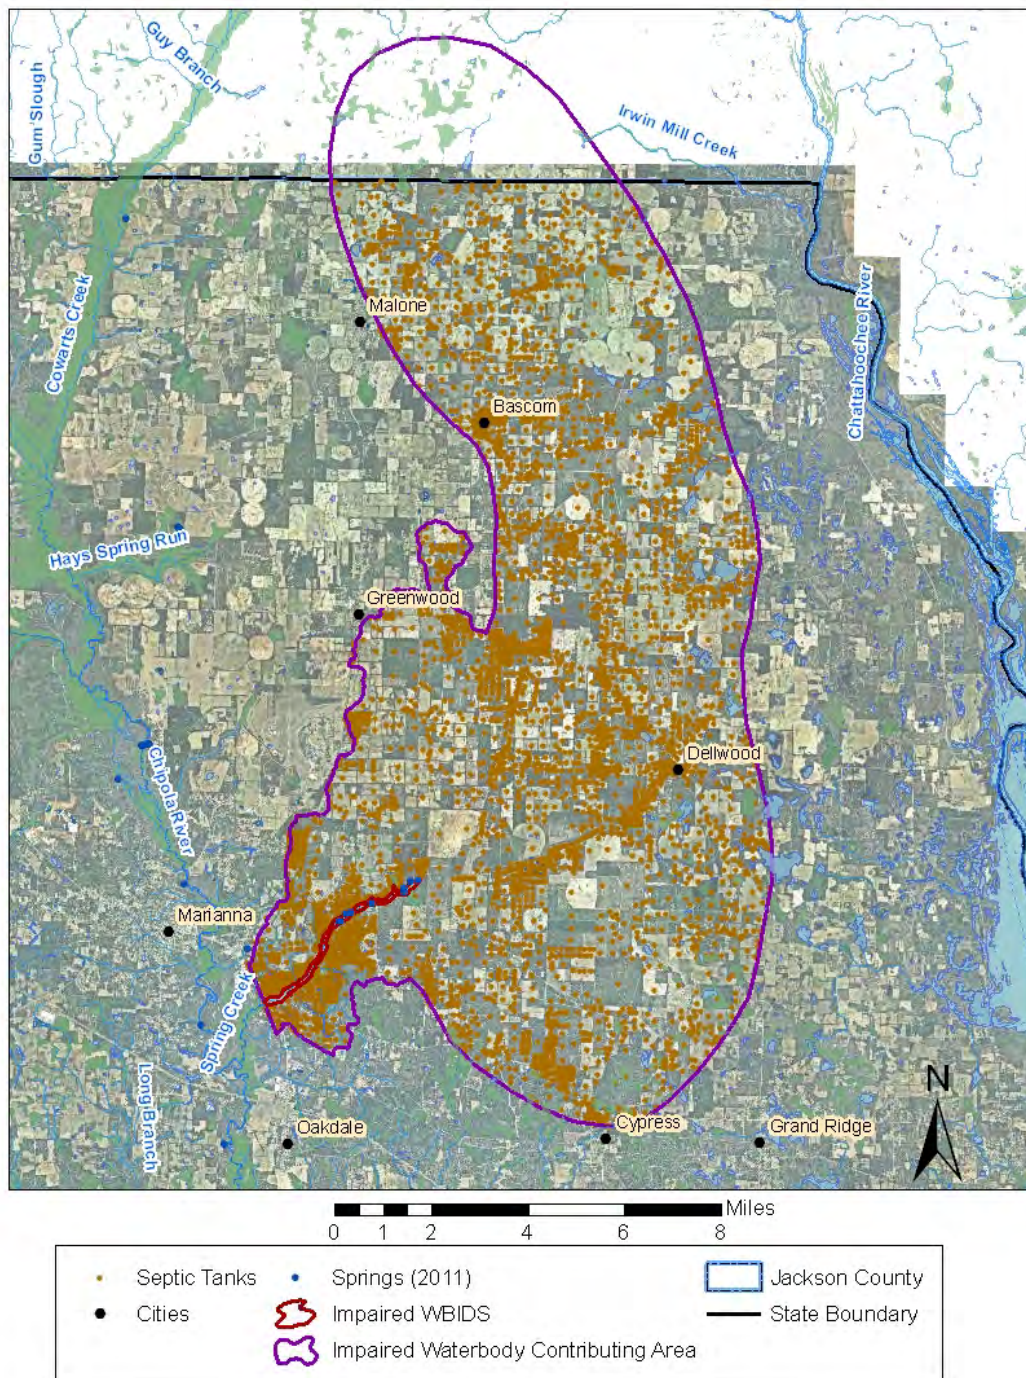 Guy Branch
Gum Slough
Irwin Mill Creek
Cowarts Creek
Chattahoochee River
Malone
Bascom
Hays Spring Run
Greenwood
Chipola River
Dellwood
Marianna
Spring Creek
Long Branch
Oakdale
Cypress
Grand Ridge
N
Miles
0 1 2 4 6 8
Septic Tanks
Springs (2011)
Jackson County
Cities
Impaired WBIDS
State Boundary
Impaired Waterbody Contributing Area